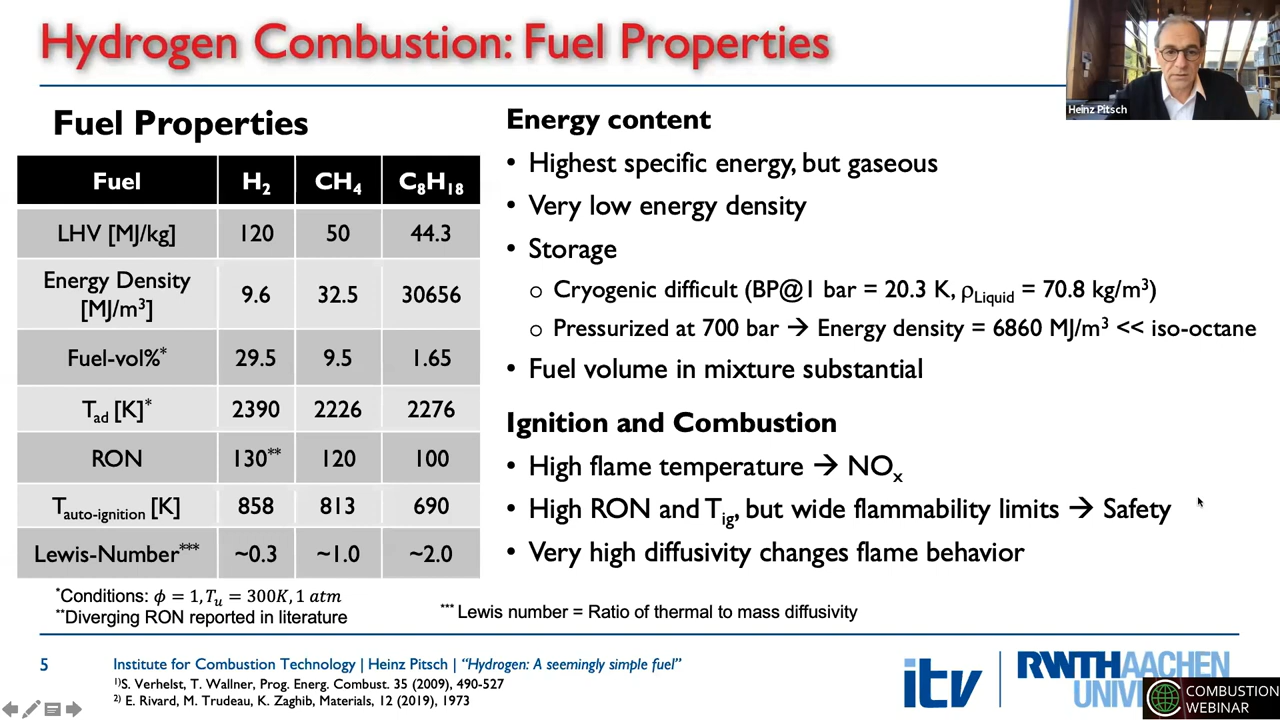 Hydrogen Combustion: Fuel Properties
Heinz Pitsch
Fuel Properties
Fuel H₂ CH₄ C₈H₁₈
LHV [MJ/kg] 120 50 44.3
Energy Density [MJ/m³] 9.6 32.5 30656
Fuel-vol%* 29.5 9.5 1.65
Tad [K]* 2390 2226 2276
RON 130** 120 100
Tauto-ignition [K] 858 813 690
Lewis-Number*** ~0.3 ~1.0 ~2.0
*Conditions: ϕ = 1, Tu = 300K, 1 atm
**Diverging RON reported in literature
Energy content
• Highest specific energy, but gaseous
• Very low energy density
• Storage
o Cryogenic difficult (BP@1 bar = 20.3 K, ρLiquid = 70.8 kg/m³)
o Pressurized at 700 bar → Energy density = 6860 MJ/m³ << iso-octane
• Fuel volume in mixture substantial
Ignition and Combustion
• High flame temperature → NOx
• High RON and Tig, but wide flammability limits → Safety
• Very high diffusivity changes flame behavior
*** Lewis number = Ratio of thermal to mass diffusivity
5 Institute for Combustion Technology | Heinz Pitsch | “Hydrogen: A seemingly simple fuel”
1)S. Verhelst, T. Wallner, Prog. Energ. Combust. 35 (2009), 490-527
2) E. Rivard, M. Trudeau, K. Zaghib, Materials, 12 (2019), 1973
itv
RWTHAACHEN
UNIV
COMBUSTION
WEBINAR